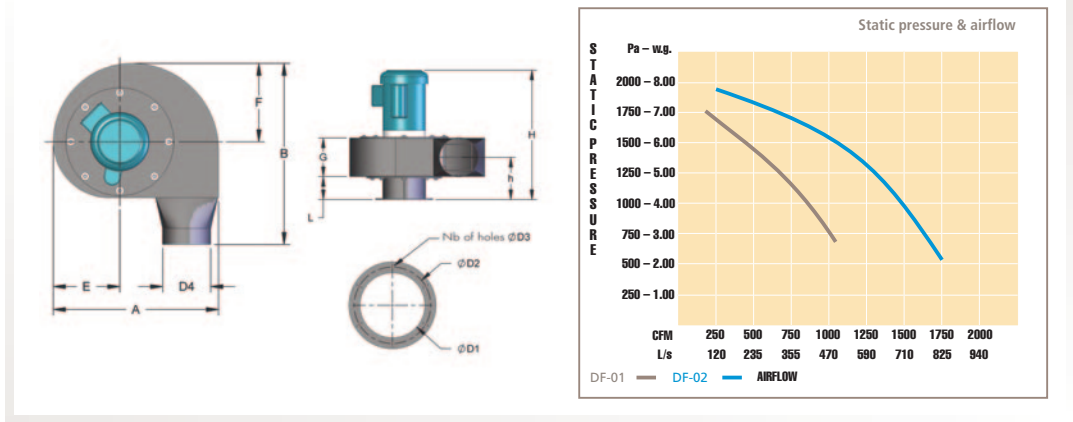 F
B
E
D4
A
H
G
h
L
Nb of holes ØD3
ØD2
ØD1
Static pressure & airflow
STATIC PRESSURE
Pa – w.g.
2000 – 8.00
1750 – 7.00
1500 – 6.00
1250 – 5.00
1000 – 4.00
750 – 3.00
500 – 2.00
250 – 1.00
CFM 250 500 750 1000 1250 1500 1750 2000
L/s 120 235 355 470 590 710 825 940
DF-01 DF-02 AIRFLOW